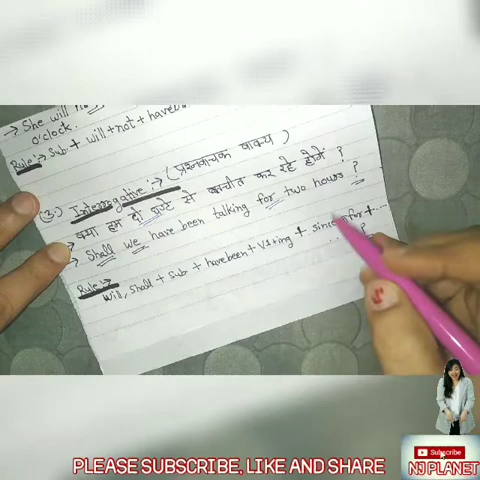 → She will no
o'clock.
Rule:→ Sub. + will + not + have b
(3.) Interrogative :→ ( प्रश्नवाचक वाक्य )
क्या हम दो घण्टे से बातचीत कर रहे होगें ?
→ Shall we have been talking for two hours ?
Rule:→
Will, shall + sub + have been + V1 + ing + since/for + ....
.... ?
PLEASE SUBSCRIBE, LIKE AND SHARE
Subscribe
NJ PLANET